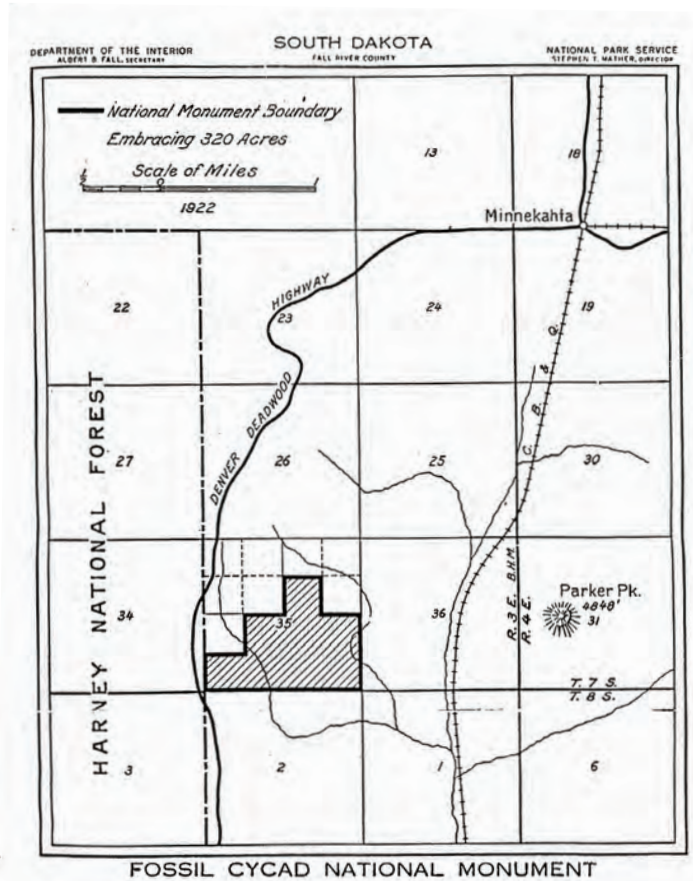 SOUTH DAKOTA
FALL RIVER COUNTY
DEPARTMENT OF THE INTERIOR
ALBERT B. FALL, SECRETARY
NATIONAL PARK SERVICE
STEPHEN T. MATHER, DIRECTOR
National Monument Boundary
Embracing 320 Acres
Scale of Miles
0 1
1922
13
18
Minnekahta
22
HIGHWAY
23
24
19
DENVER DEADWOOD
C. B. & Q.
HARNEY NATIONAL FOREST
27
26
25
30
34
35
36
R. 3 E. B.H.M.
R. 4 E.
Parker Pk.
4848'
31
T. 7 S.
T. 8 S.
3
2
1
6
FOSSIL CYCAD NATIONAL MONUMENT